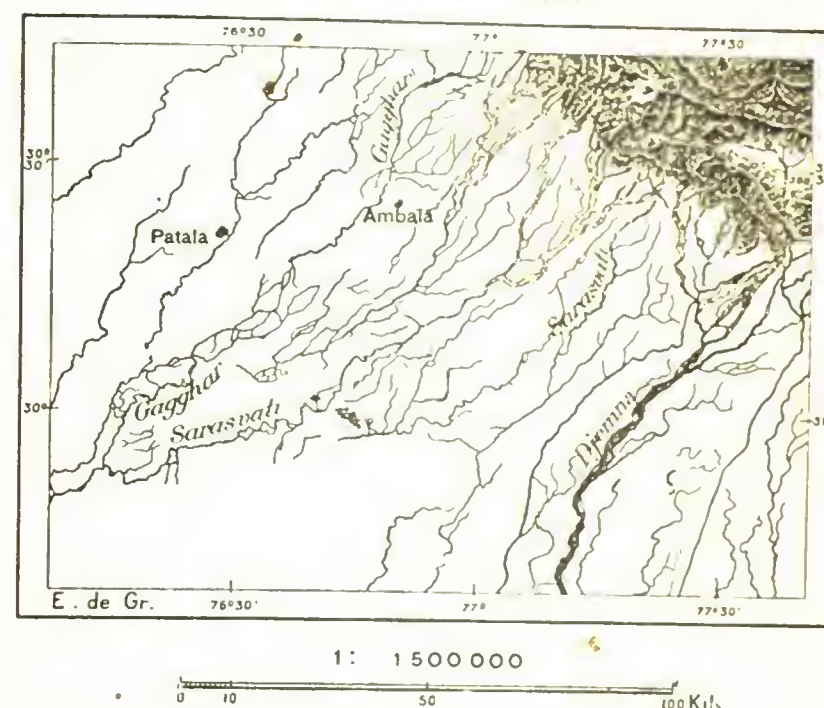 76°30 77° 77°30
Gagghar
30°
30'
Ambala
Patala
Sarasvati
Gagghar
30°
Sarasvati
Djemna
E. de Gr. 76°30' 77° 77°30'
1: 1500000
0 10 50 100 Kil.